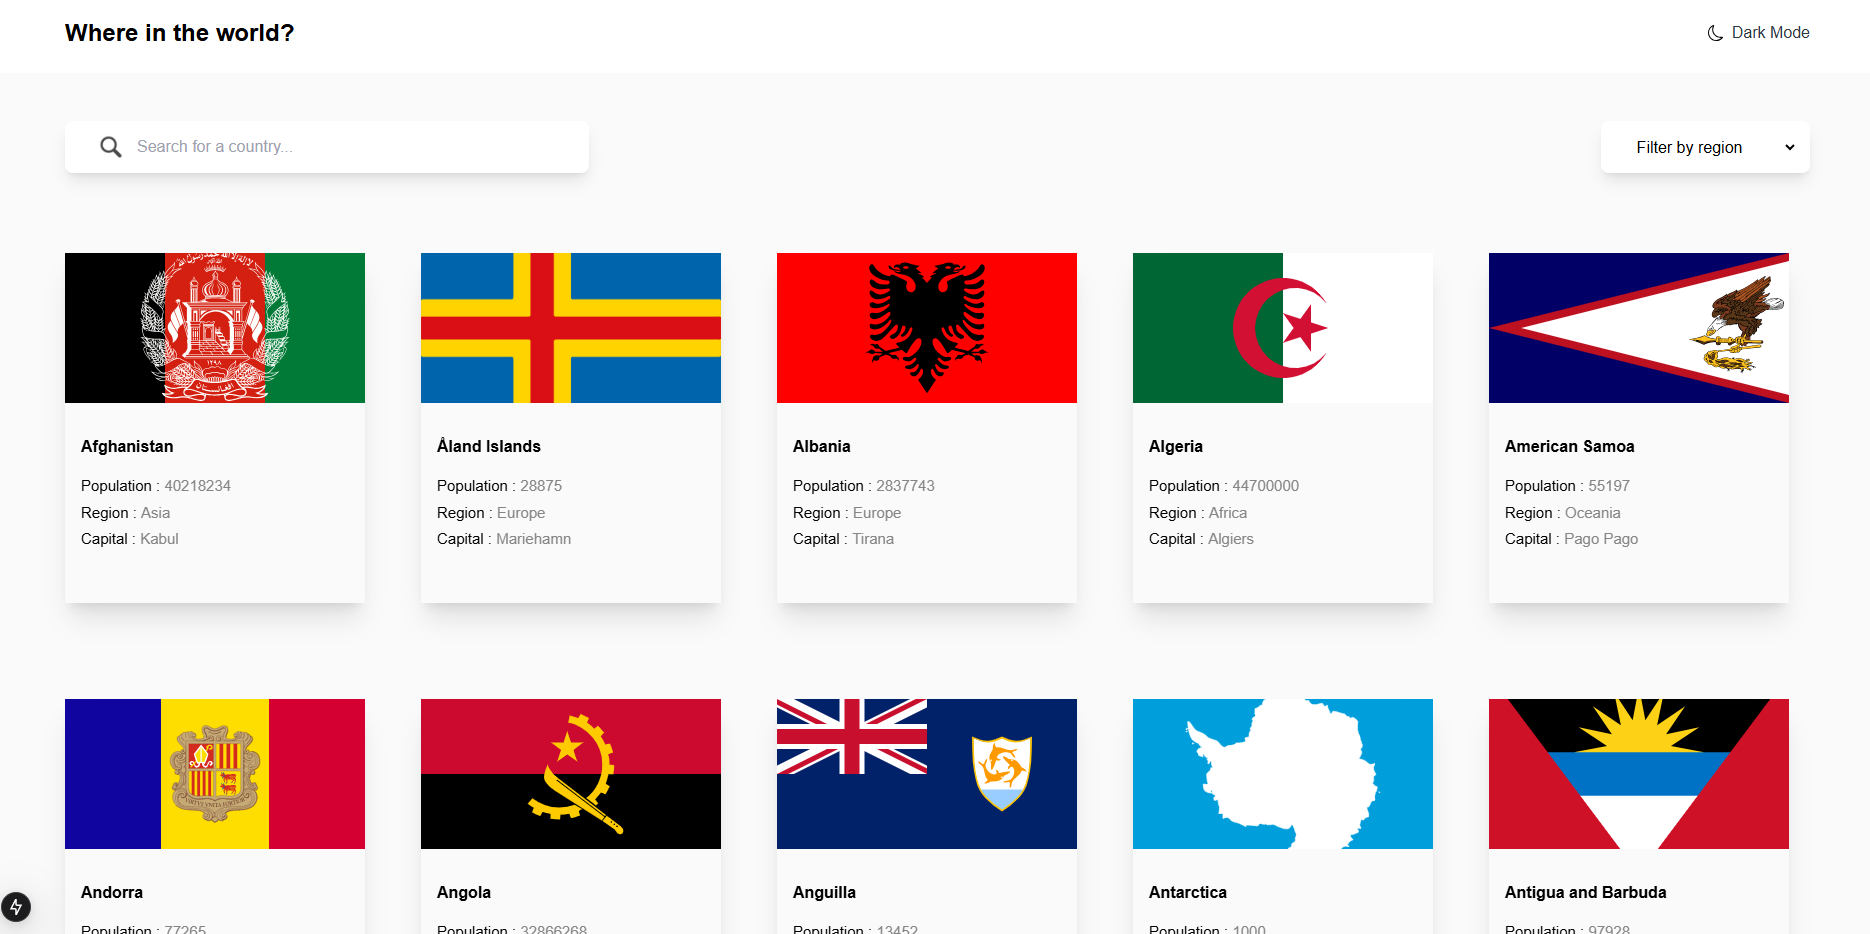 Where in the world?
Dark Mode
Search for a country...
Filter by region
Afghanistan
Population : 40218234
Region : Asia
Capital : Kabul
Åland Islands
Population : 28875
Region : Europe
Capital : Mariehamn
Albania
Population : 2837743
Region : Europe
Capital : Tirana
Algeria
Population : 44700000
Region : Africa
Capital : Algiers
American Samoa
Population : 55197
Region : Oceania
Capital : Pago Pago
Andorra
Population : 77265
Angola
Population : 32866268
Anguilla
Population : 13452
Antarctica
Population : 1000
Antigua and Barbuda
Population : 97928